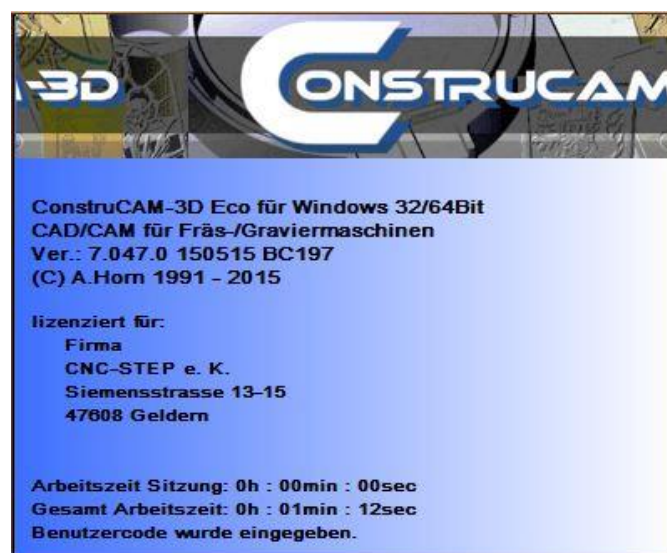 -3D CONSTRUCAM
ConstruCAM-3D Eco für Windows 32/64Bit
CAD/CAM für Fräs-/Graviermaschinen
Ver.: 7.047.0 150515 BC197
(C) A.Horn 1991 - 2015
lizenziert für:
Firma
CNC-STEP e. K.
Siemensstrasse 13-15
47608 Geldern
Arbeitszeit Sitzung: 0h : 00min : 00sec
Gesamt Arbeitszeit: 0h : 01min : 12sec
Benutzercode wurde eingegeben.